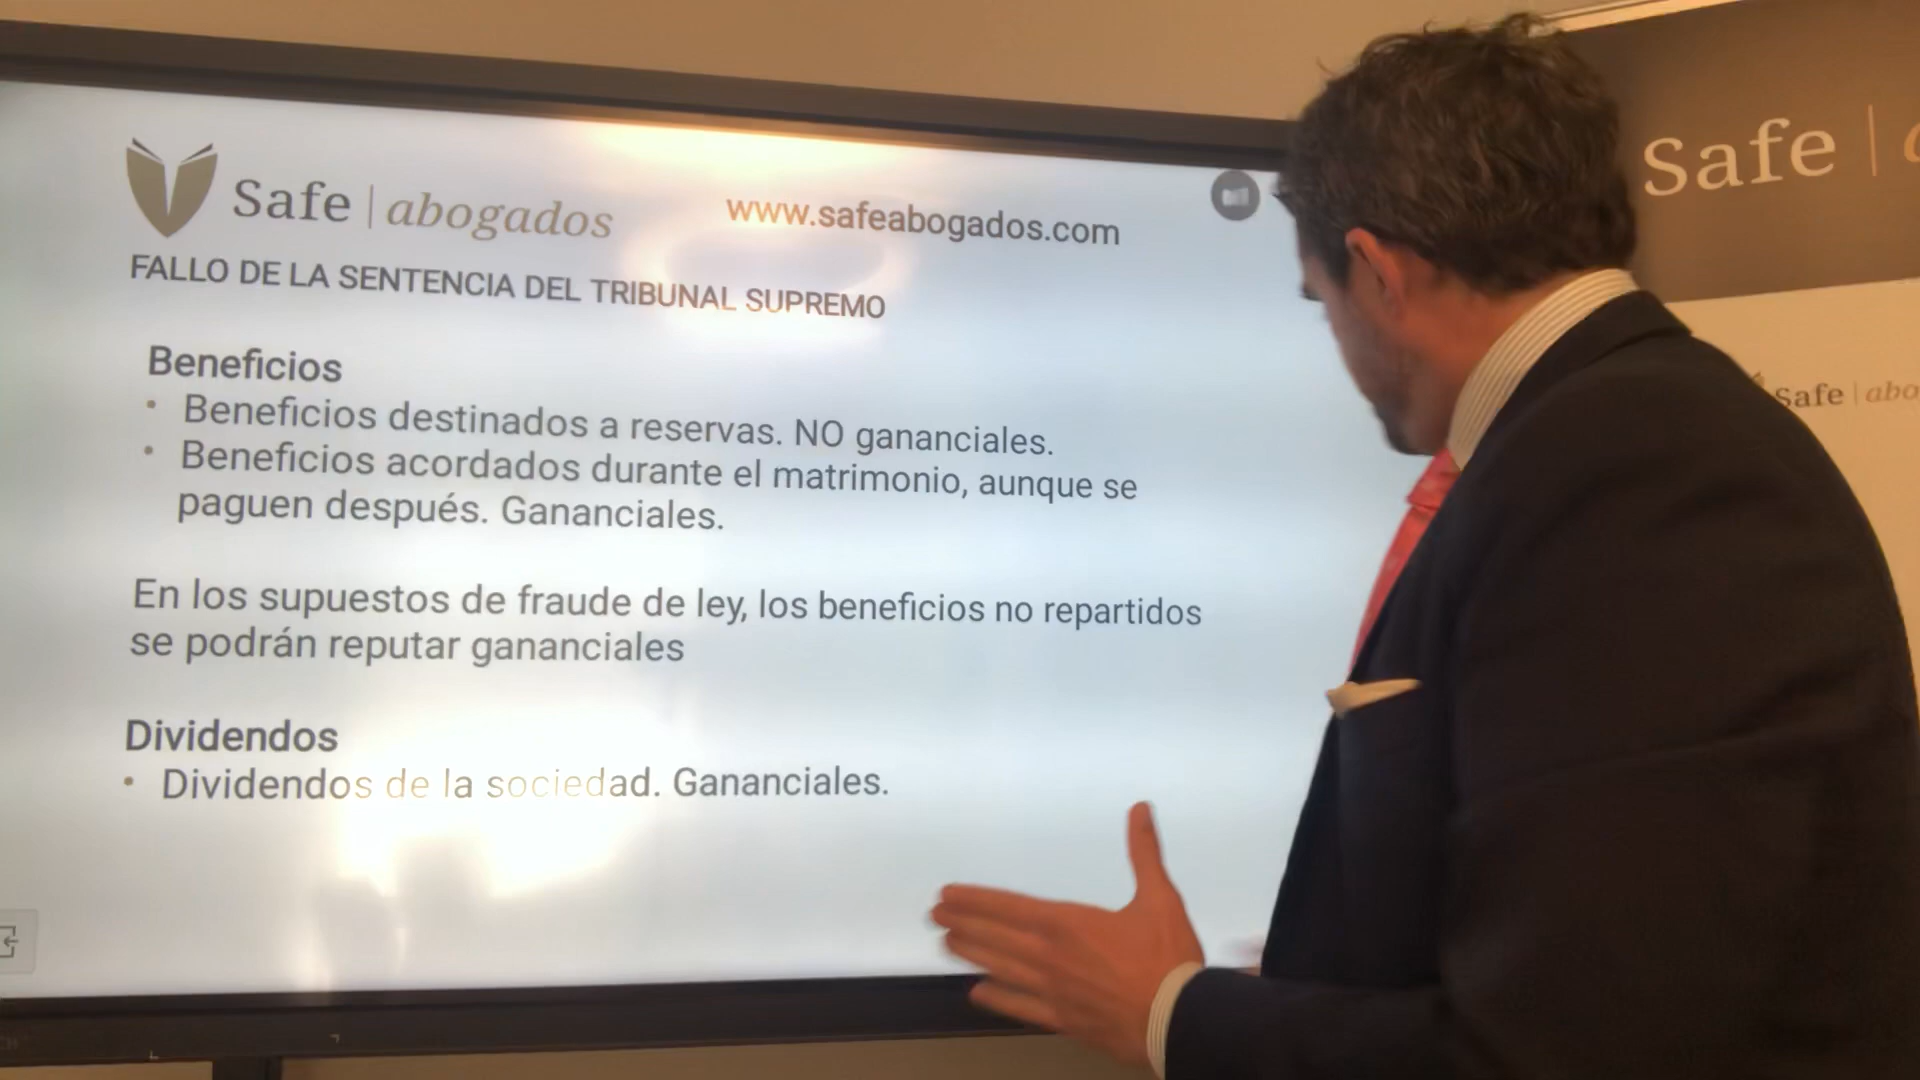 Safe | abogados
www.safeabogados.com
FALLO DE LA SENTENCIA DEL TRIBUNAL SUPREMO
Beneficios
• Beneficios destinados a reservas. NO gananciales.
• Beneficios acordados durante el matrimonio, aunque se
paguen después. Gananciales.
En los supuestos de fraude de ley, los beneficios no repartidos
se podrán reputar gananciales
Dividendos
• Dividendos de la sociedad. Gananciales.
Safe |
Safe | abo